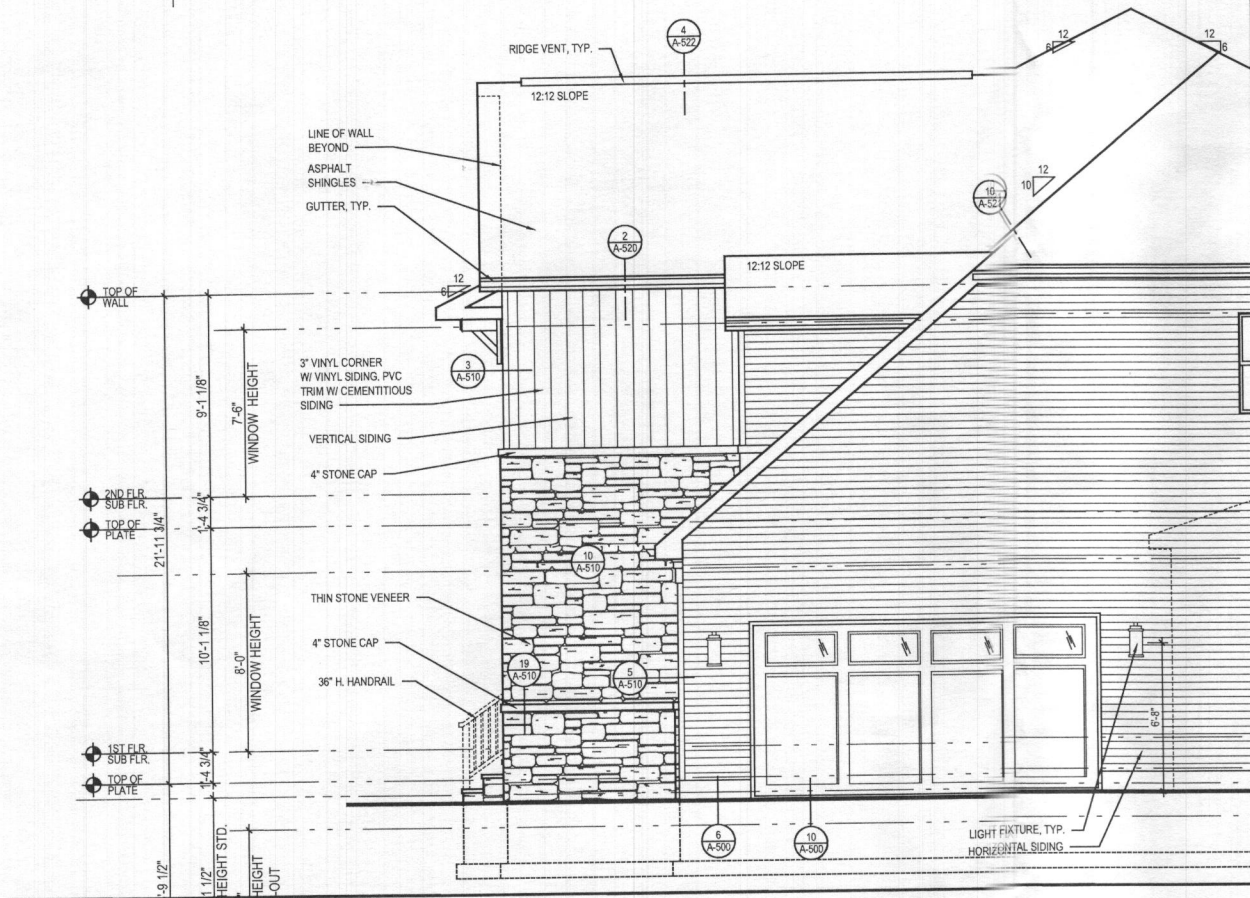 4
A-522
RIDGE VENT, TYP.
12:12 SLOPE
12
6
12
6
LINE OF WALL
BEYOND
ASPHALT
SHINGLES
GUTTER, TYP.
12
10
10
2
A-520
12:12 SLOPE
12
6
TOP OF
WALL
3
A-510
3" VINYL CORNER
W/ VINYL SIDING, PVC
TRIM W/ CEMENTITIOUS
SIDING
VERTICAL SIDING
4" STONE CAP
9'-1 1/8"
7'-6"
WINDOW HEIGHT
2ND FLR.
SUB FLR.
TOP OF
PLATE
1'-4 3/4"
21'-11 3/4"
10
A-510
THIN STONE VENEER
4" STONE CAP
36" H. HANDRAIL
10'-1 1/8"
8'-0"
WINDOW HEIGHT
19
A-510
5
A-510
6'-8"
1ST FLR.
SUB FLR.
TOP OF
PLATE
1'-4 3/4"
6
A-500
10
A-500
LIGHT FIXTURE, TYP.
HORIZONTAL SIDING
'-9 1/2"
1 1/2"
HEIGHT STD.
HEIGHT
-OUT